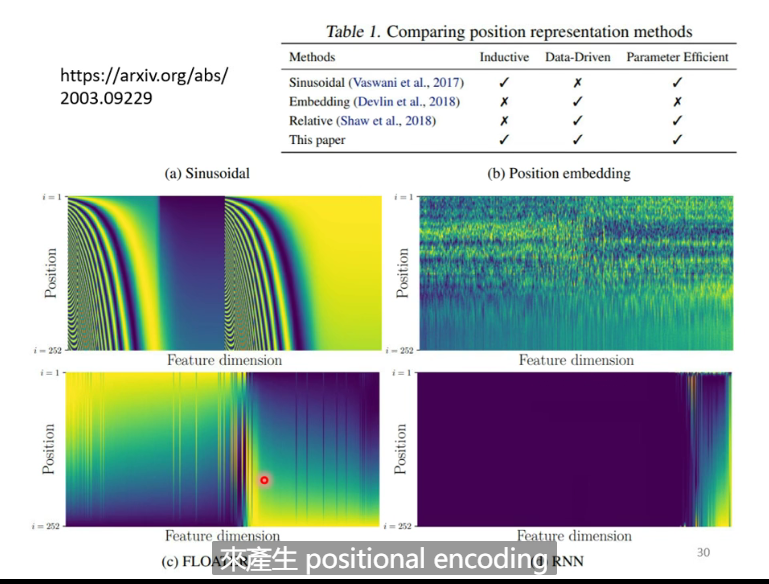 Table 1. Comparing position representation methods
Methods Inductive Data-Driven Parameter Efficient
Sinusoidal (Vaswani et al., 2017) ✓ ✗ ✓
Embedding (Devlin et al., 2018) ✗ ✓ ✗
Relative (Shaw et al., 2018) ✗ ✓ ✓
This paper ✓ ✓ ✓
https://arxiv.org/abs/
2003.09229
(a) Sinusoidal
(b) Position embedding
i = 1
Position
i = 252
Feature dimension
i = 1
Position
i = 252
Feature dimension
i = 1
Position
i = 252
Feature dimension
i = 1
Position
i = 252
Feature dimension
(c) FLOAT
RNN
來產生 positional encoding
30